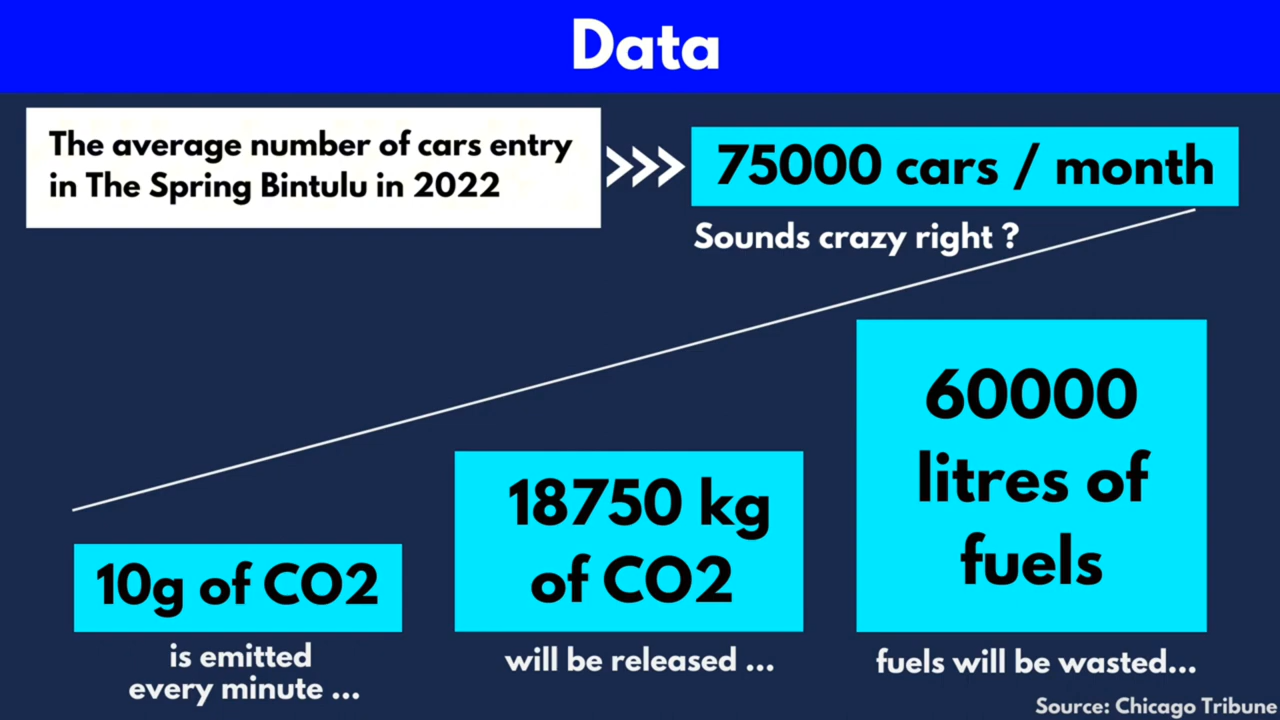 Data
The average number of cars entry
in The Spring Bintulu in 2022
>>>
75000 cars / month
Sounds crazy right ?
10g of CO2
is emitted
every minute ...
18750 kg
of CO2
will be released ...
60000
litres of
fuels
fuels will be wasted...
Source: Chicago Tribune